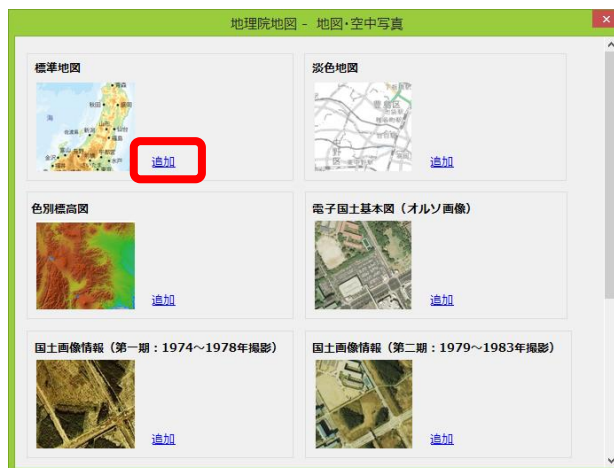 地理院地図 - 地図・空中写真
標準地図
追加
淡色地図
追加
色別標高図
追加
電子国土基本図（オルソ画像）
追加
国土画像情報（第一期：1974～1978年撮影）
追加
国土画像情報（第二期：1979～1983年撮影）
追加